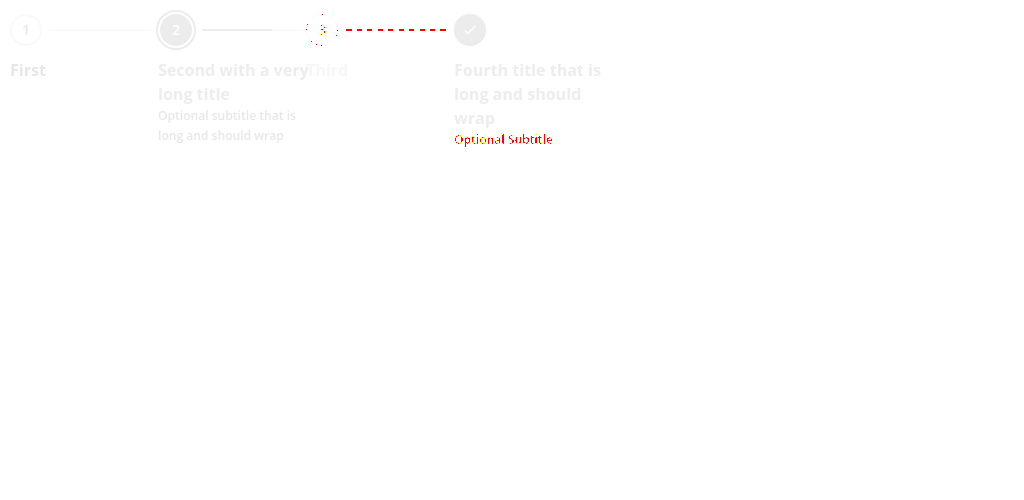 1
2
3
First
Second with a very
long title
Optional subtitle that is
long and should wrap
Third
Fourth title that is
long and should
wrap
Optional Subtitle